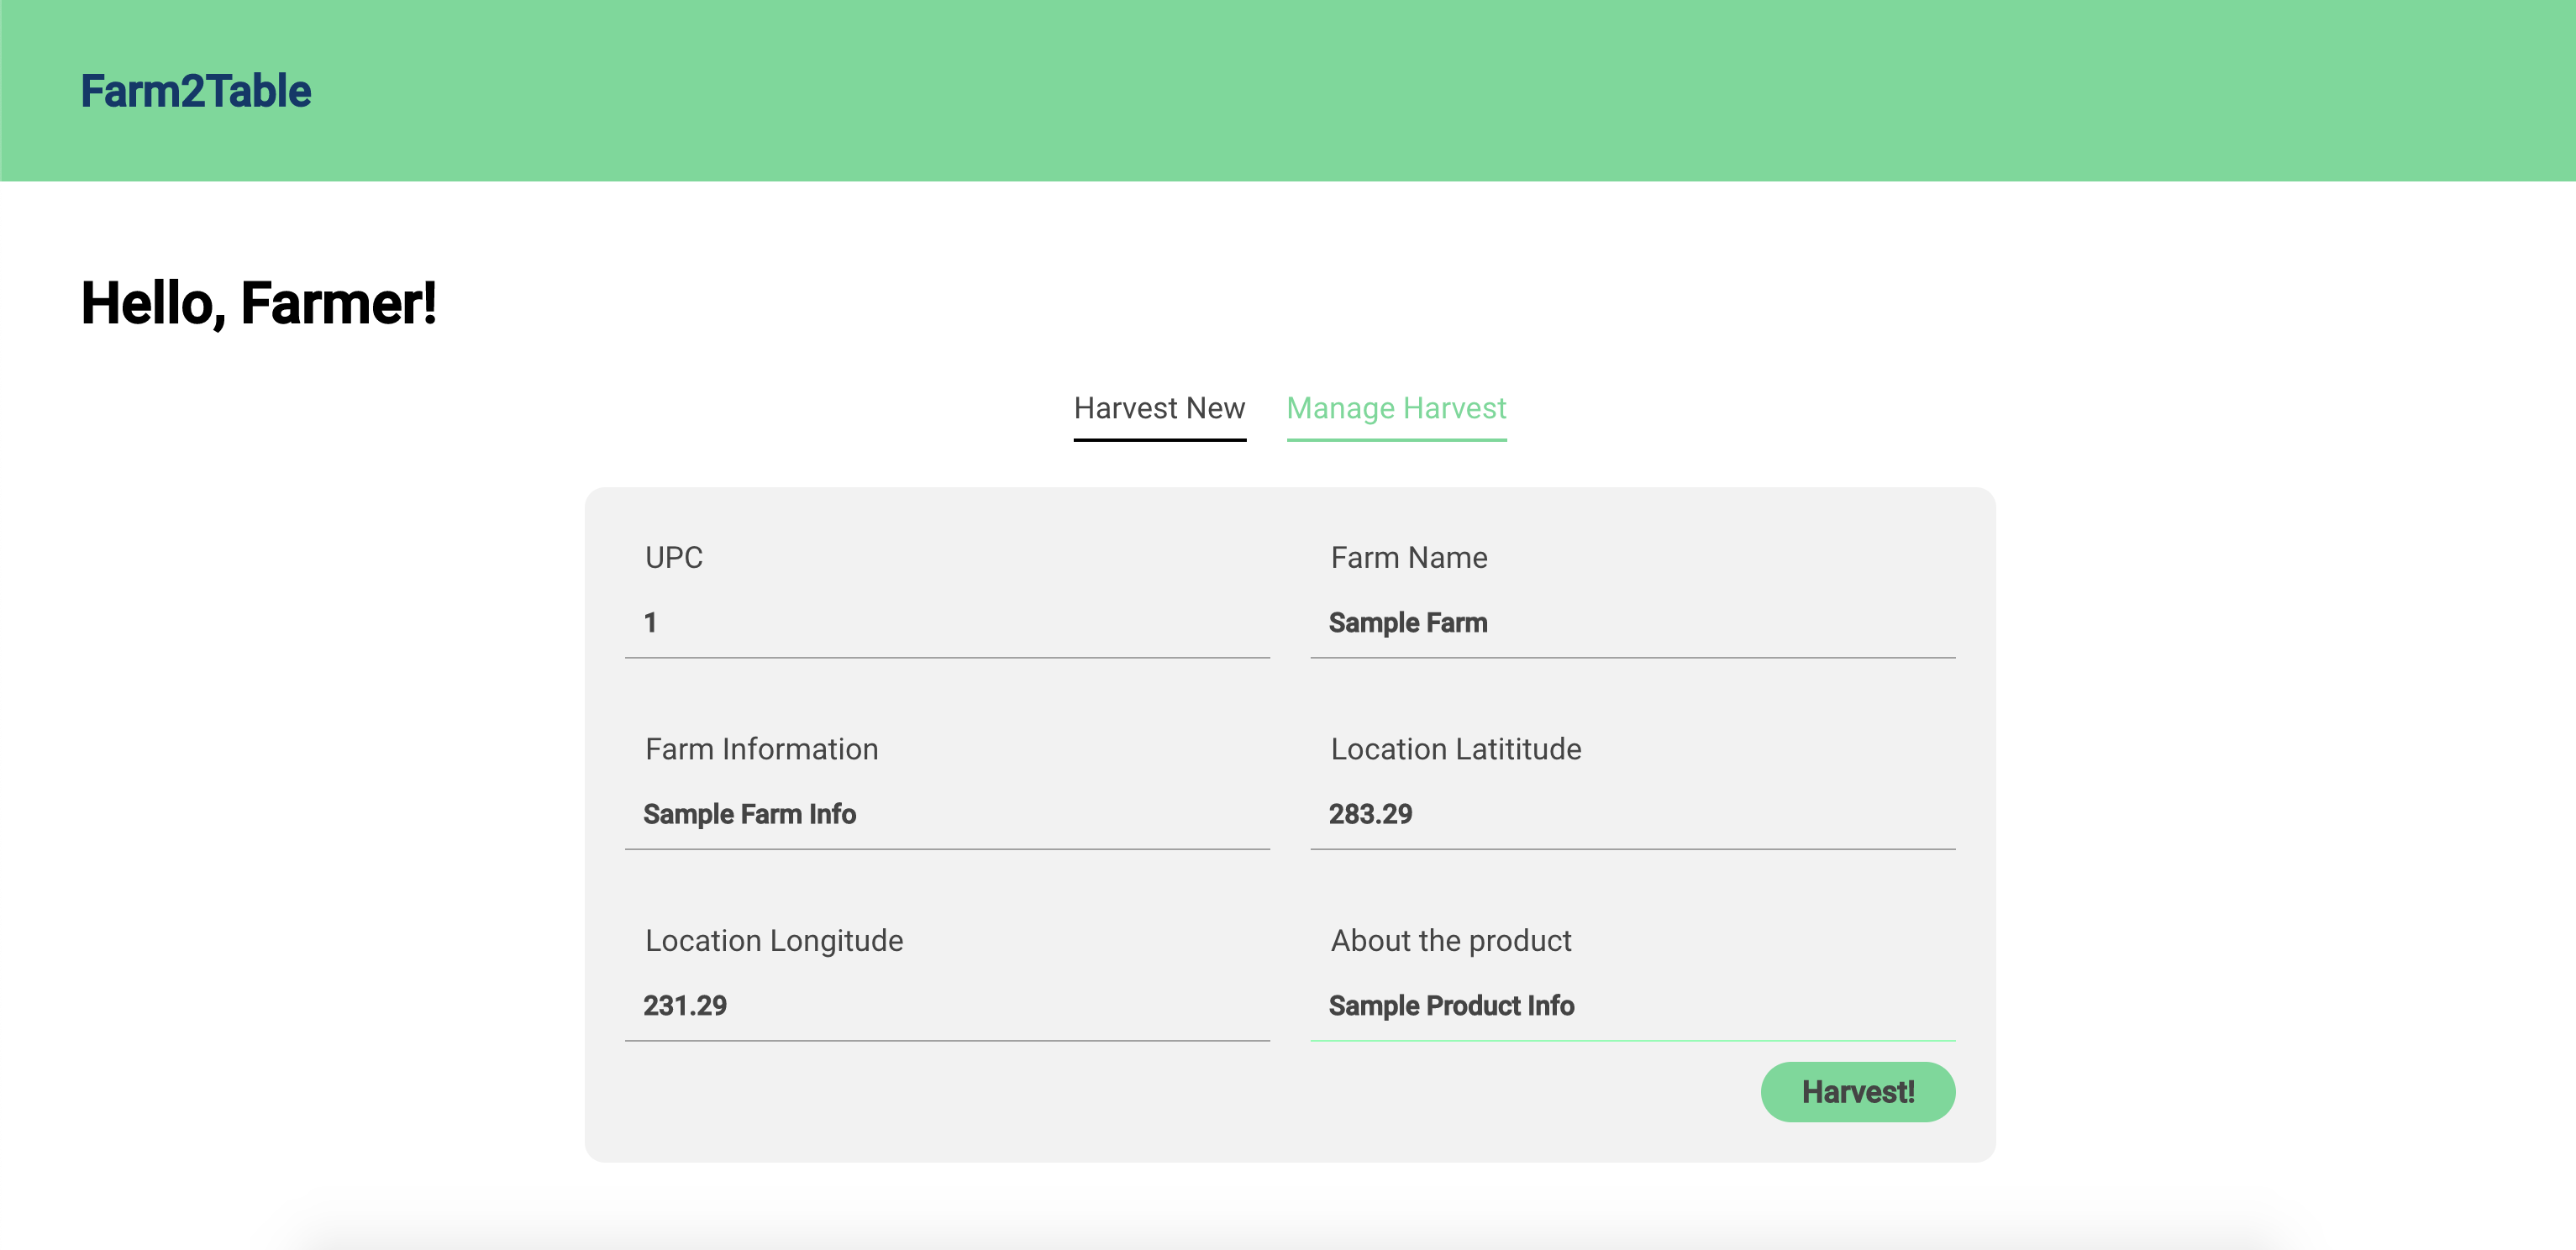 Farm2Table
Hello, Farmer!
Harvest New Manage Harvest
UPC Farm Name
1 Sample Farm
Farm Information Location Latititude
Sample Farm Info 283.29
Location Longitude About the product
231.29 Sample Product Info
Harvest!